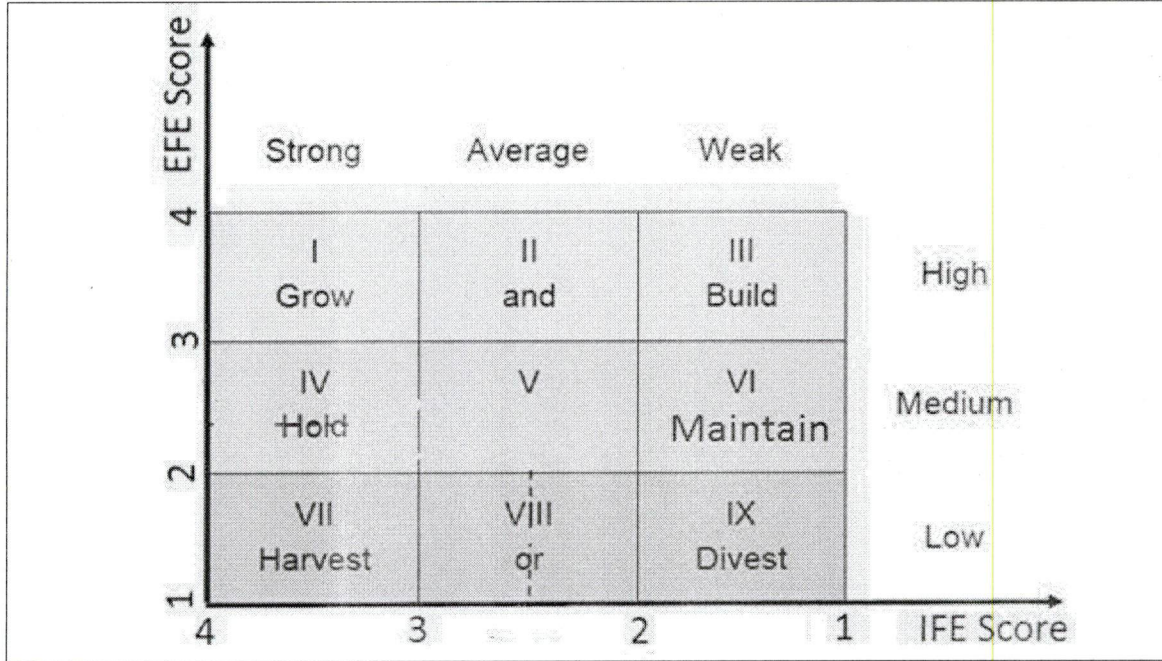 EFE Score
Strong Average Weak
4
I II III
Grow and Build
High
3
IV V VI
Hold Maintain
Medium
2
VII VIII IX
Harvest or Divest
Low
1
4 3 2 1 IFE Score